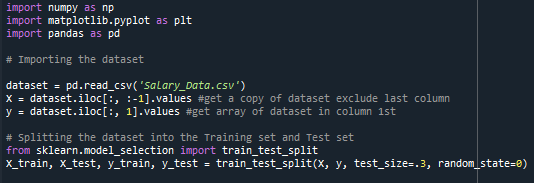 import numpy as np
import matplotlib.pyplot as plt
import pandas as pd
# Importing the dataset
dataset = pd.read_csv('Salary_Data.csv')
X = dataset.iloc[:, :-1].values #get a copy of dataset exclude last column
y = dataset.iloc[:, 1].values #get array of dataset in column 1st
# Splitting the dataset into the Training set and Test set
from sklearn.model_selection import train_test_split
X_train, X_test, y_train, y_test = train_test_split(X, y, test_size=.3, random_state=0)